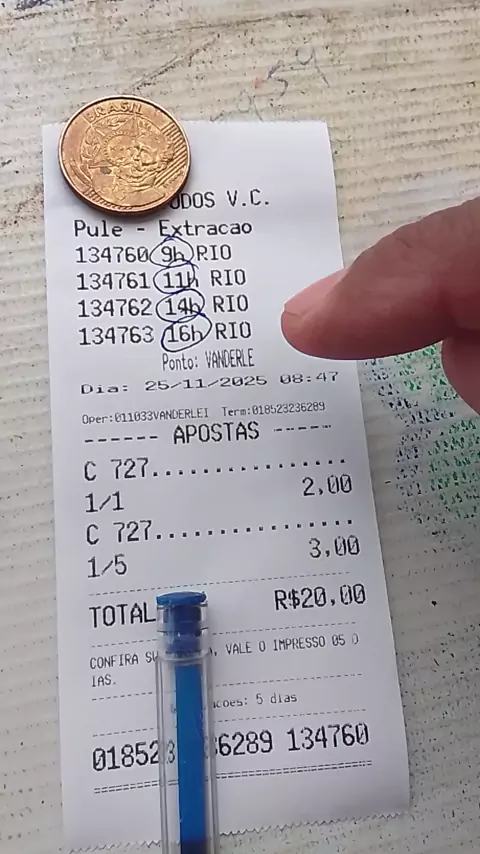 BRASIL
UDOS V.C.
Pule - Extracao
134760 9h RIO
134761 11h RIO
134762 14h RIO
134763 16h RIO
Ponto: VANDERLE
Dia: 25/11/2025 08:47
Oper:011033VANDERLEI Term:018523236289
------ APOSTAS ------
C 727................
1/1 2,00
C 727................
1/5 3,00
TOTAL R$20,00
CONFIRA SU A, VALE O IMPRESSO 05 D
IAS.
coes: 5 dias
01852 36289 134760